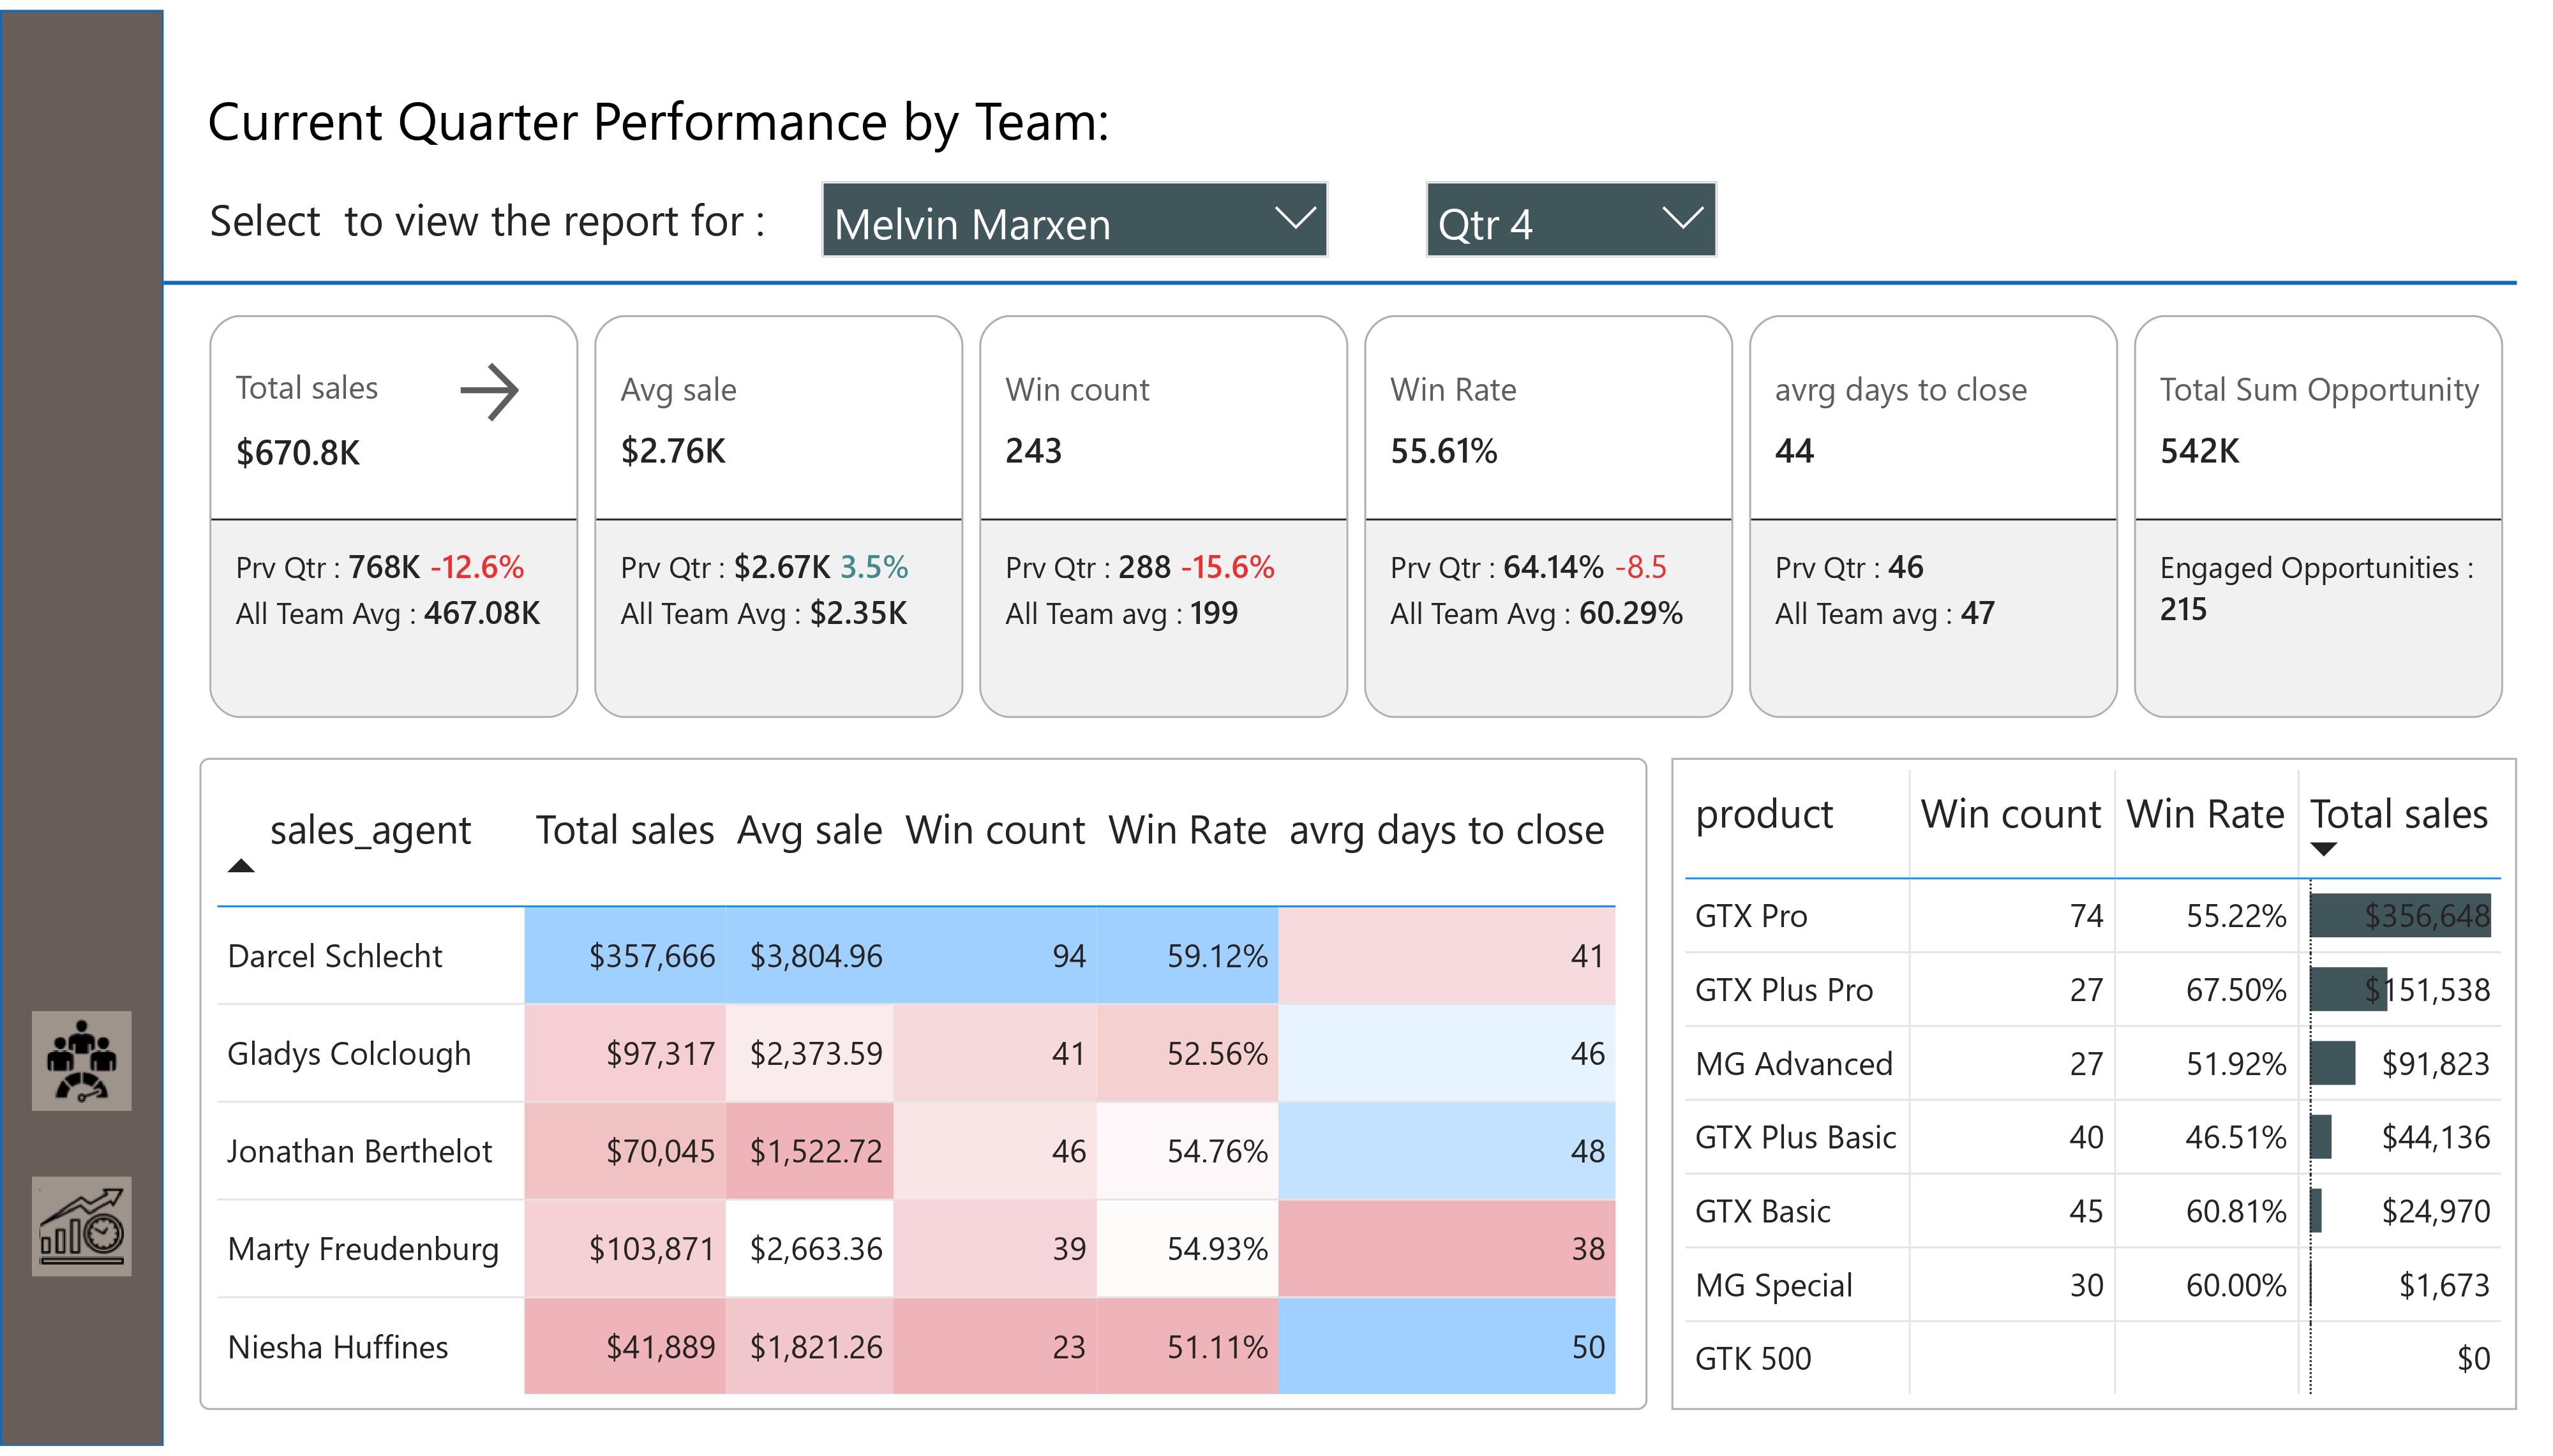 Current Quarter Performance by Team:
Select  to view the report for :
Melvin Marxen
Qtr 4
Total sales
$670.8K
Prv Qtr : 768K -12.6%
All Team Avg : 467.08K
Avg sale
$2.76K
Prv Qtr : $2.67K 3.5%
All Team Avg : $2.35K
Win count
243
Prv Qtr : 288 -15.6%
All Team avg : 199
Win Rate
55.61%
Prv Qtr : 64.14% -8.5
All Team Avg : 60.29%
avrg days to close
44
Prv Qtr : 46
All Team avg : 47
Total Sum Opportunity
542K
Engaged Opportunities :
215
sales_agent Total sales Avg sale Win count Win Rate avrg days to close
Darcel Schlecht $357,666 $3,804.96 94 59.12% 41
Gladys Colclough $97,317 $2,373.59 41 52.56% 46
Jonathan Berthelot $70,045 $1,522.72 46 54.76% 48
Marty Freudenburg $103,871 $2,663.36 39 54.93% 38
Niesha Huffines $41,889 $1,821.26 23 51.11% 50
product Win count Win Rate Total sales
GTX Pro 74 55.22% $356,648
GTX Plus Pro 27 67.50% $151,538
MG Advanced 27 51.92% $91,823
GTX Plus Basic 40 46.51% $44,136
GTX Basic 45 60.81% $24,970
MG Special 30 60.00% $1,673
GTK 500 $0